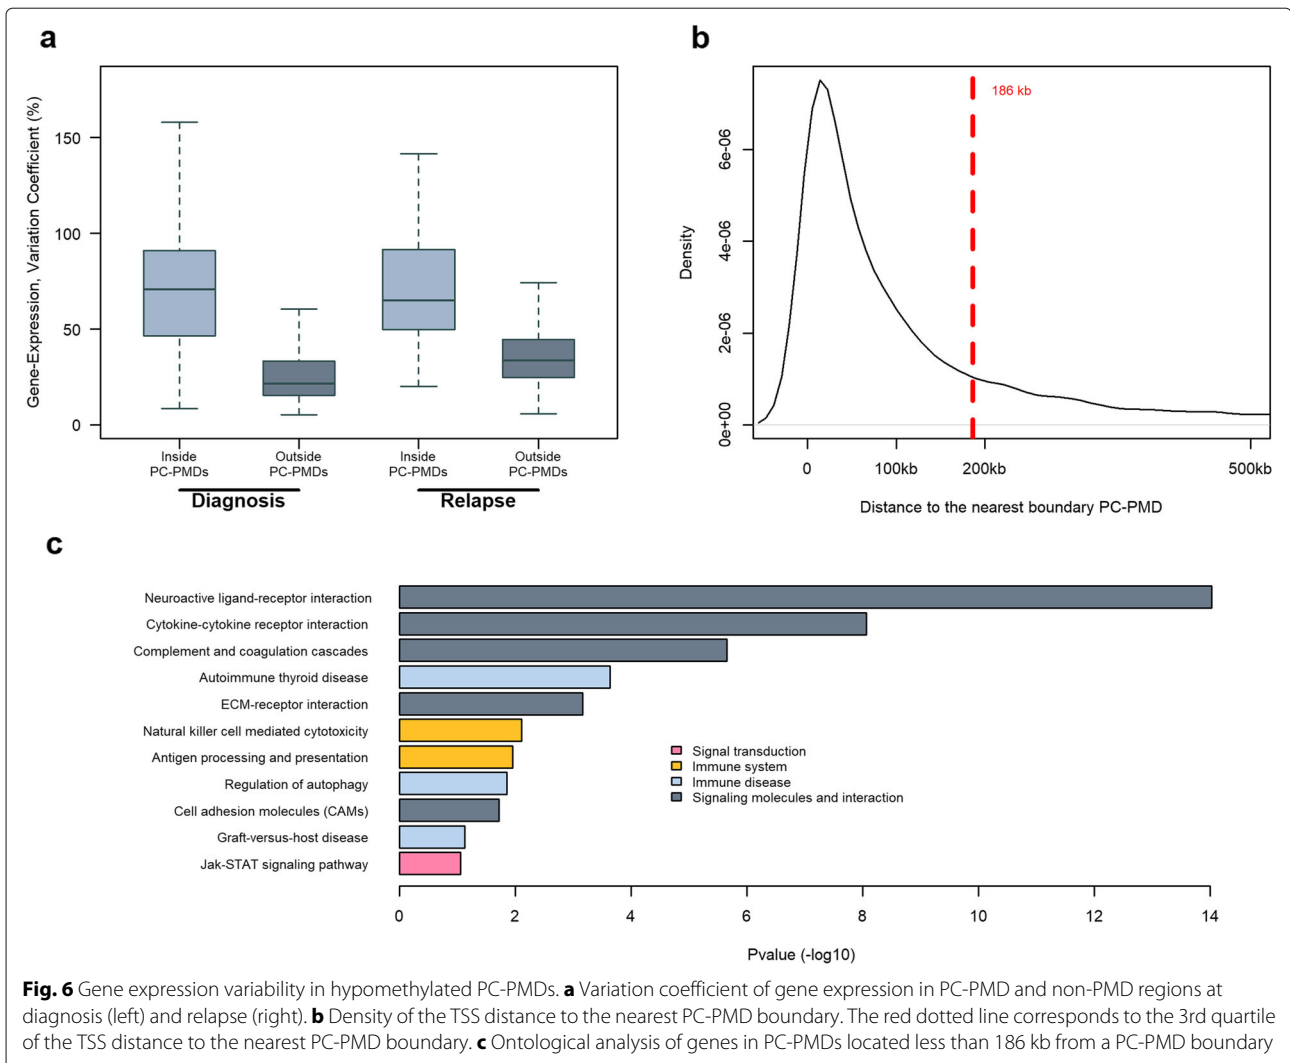 a
Gene-Expression, Variation Coefficient (%)
150
100
50
0
Inside
PC-PMDs
Outside
PC-PMDs
Inside
PC-PMDs
Outside
PC-PMDs
Diagnosis
Relapse
b
186 kb
Density
6e-06
4e-06
2e-06
0e+00
0
100kb
200kb
500kb
Distance to the nearest boundary PC-PMD
c
Neuroactive ligand-receptor interaction
Cytokine-cytokine receptor interaction
Complement and coagulation cascades
Autoimmune thyroid disease
ECM-receptor interaction
Natural killer cell mediated cytotoxicity
Antigen processing and presentation
Regulation of autophagy
Cell adhesion molecules (CAMs)
Graft-versus-host disease
Jak-STAT signaling pathway
Signal transduction
Immune system
Immune disease
Signaling molecules and interaction
0 2 4 6 8 10 12 14
Pvalue (-log10)
Fig. 6 Gene expression variability in hypomethylated PC-PMDs. a Variation coefficient of gene expression in PC-PMD and non-PMD regions at
diagnosis (left) and relapse (right). b Density of the TSS distance to the nearest PC-PMD boundary. The red dotted line corresponds to the 3rd quartile
of the TSS distance to the nearest PC-PMD boundary. c Ontological analysis of genes in PC-PMDs located less than 186 kb from a PC-PMD boundary